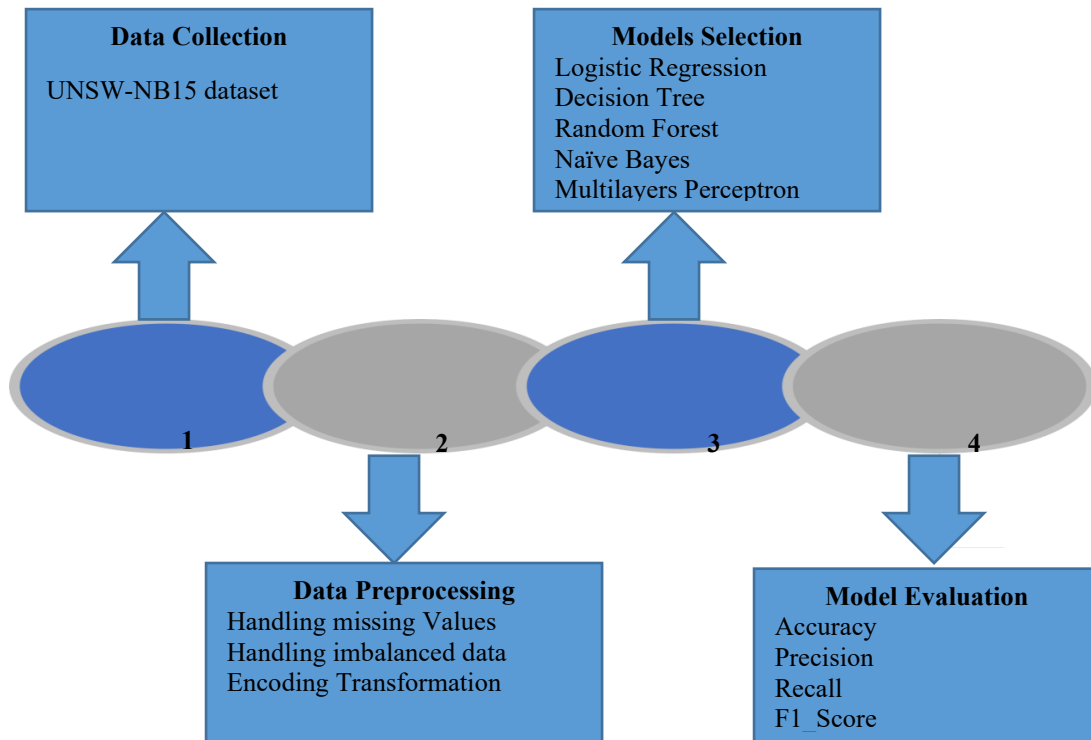 Data Collection
UNSW-NB15 dataset
Models Selection
Logistic Regression
Decision Tree
Random Forest
Naïve Bayes
Multilayers Perceptron
1
2
3
4
Data Preprocessing
Handling missing Values
Handling imbalanced data
Encoding Transformation
Model Evaluation
Accuracy
Precision
Recall
F1_Score